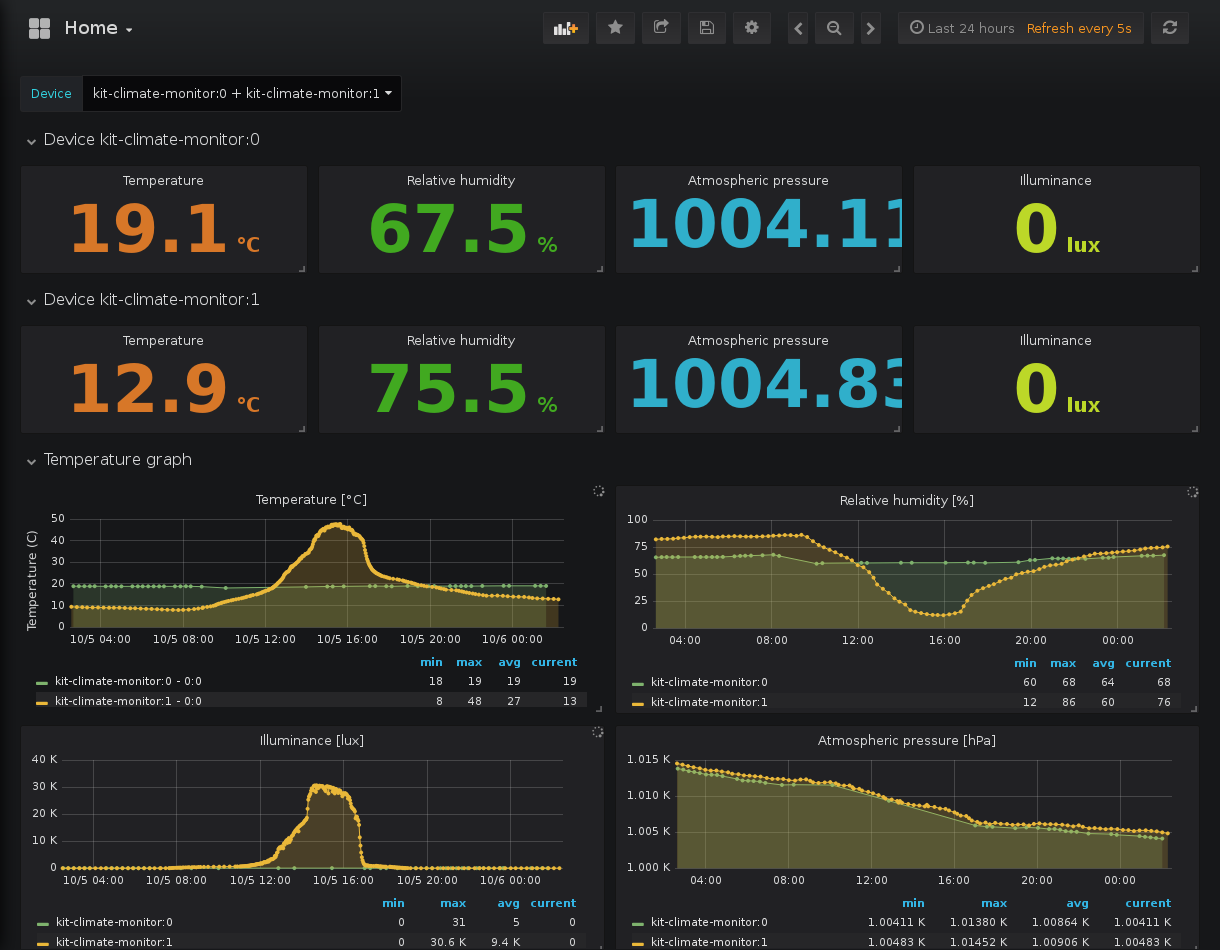 Home
Last 24 hours Refresh every 5s
Device kit-climate-monitor:0 + kit-climate-monitor:1
Device kit-climate-monitor:0
Temperature Relative humidity Atmospheric pressure Illuminance
19.1 °C 67.5 % 1004.11 0 lux
Device kit-climate-monitor:1
Temperature Relative humidity Atmospheric pressure Illuminance
12.9 °C 75.5 % 1004.83 0 lux
Temperature graph
Temperature [°C]
Temperature (C)
50
40
30
20
10
0
10/5 04:00 10/5 08:00 10/5 12:00 10/5 16:00 10/5 20:00 10/6 00:00
min max avg current
kit-climate-monitor:0 - 0:0 18 19 19 19
kit-climate-monitor:1 - 0:0 8 48 27 13
Relative humidity [%]
100
75
50
25
0
04:00 08:00 12:00 16:00 20:00 00:00
min max avg current
kit-climate-monitor:0 60 68 64 68
kit-climate-monitor:1 12 86 60 76
Illuminance [lux]
40 K
30 K
20 K
10 K
0
10/5 04:00 10/5 08:00 10/5 12:00 10/5 16:00 10/5 20:00 10/6 00:00
min max avg current
kit-climate-monitor:0 0 31 5 0
kit-climate-monitor:1 0 30.6 K 9.4 K 0
Atmospheric pressure [hPa]
1.015 K
1.010 K
1.005 K
1.000 K
04:00 08:00 12:00 16:00 20:00 00:00
min max avg current
kit-climate-monitor:0 1.00411 K 1.01380 K 1.00864 K 1.00411 K
kit-climate-monitor:1 1.00483 K 1.01452 K 1.00906 K 1.00483 K